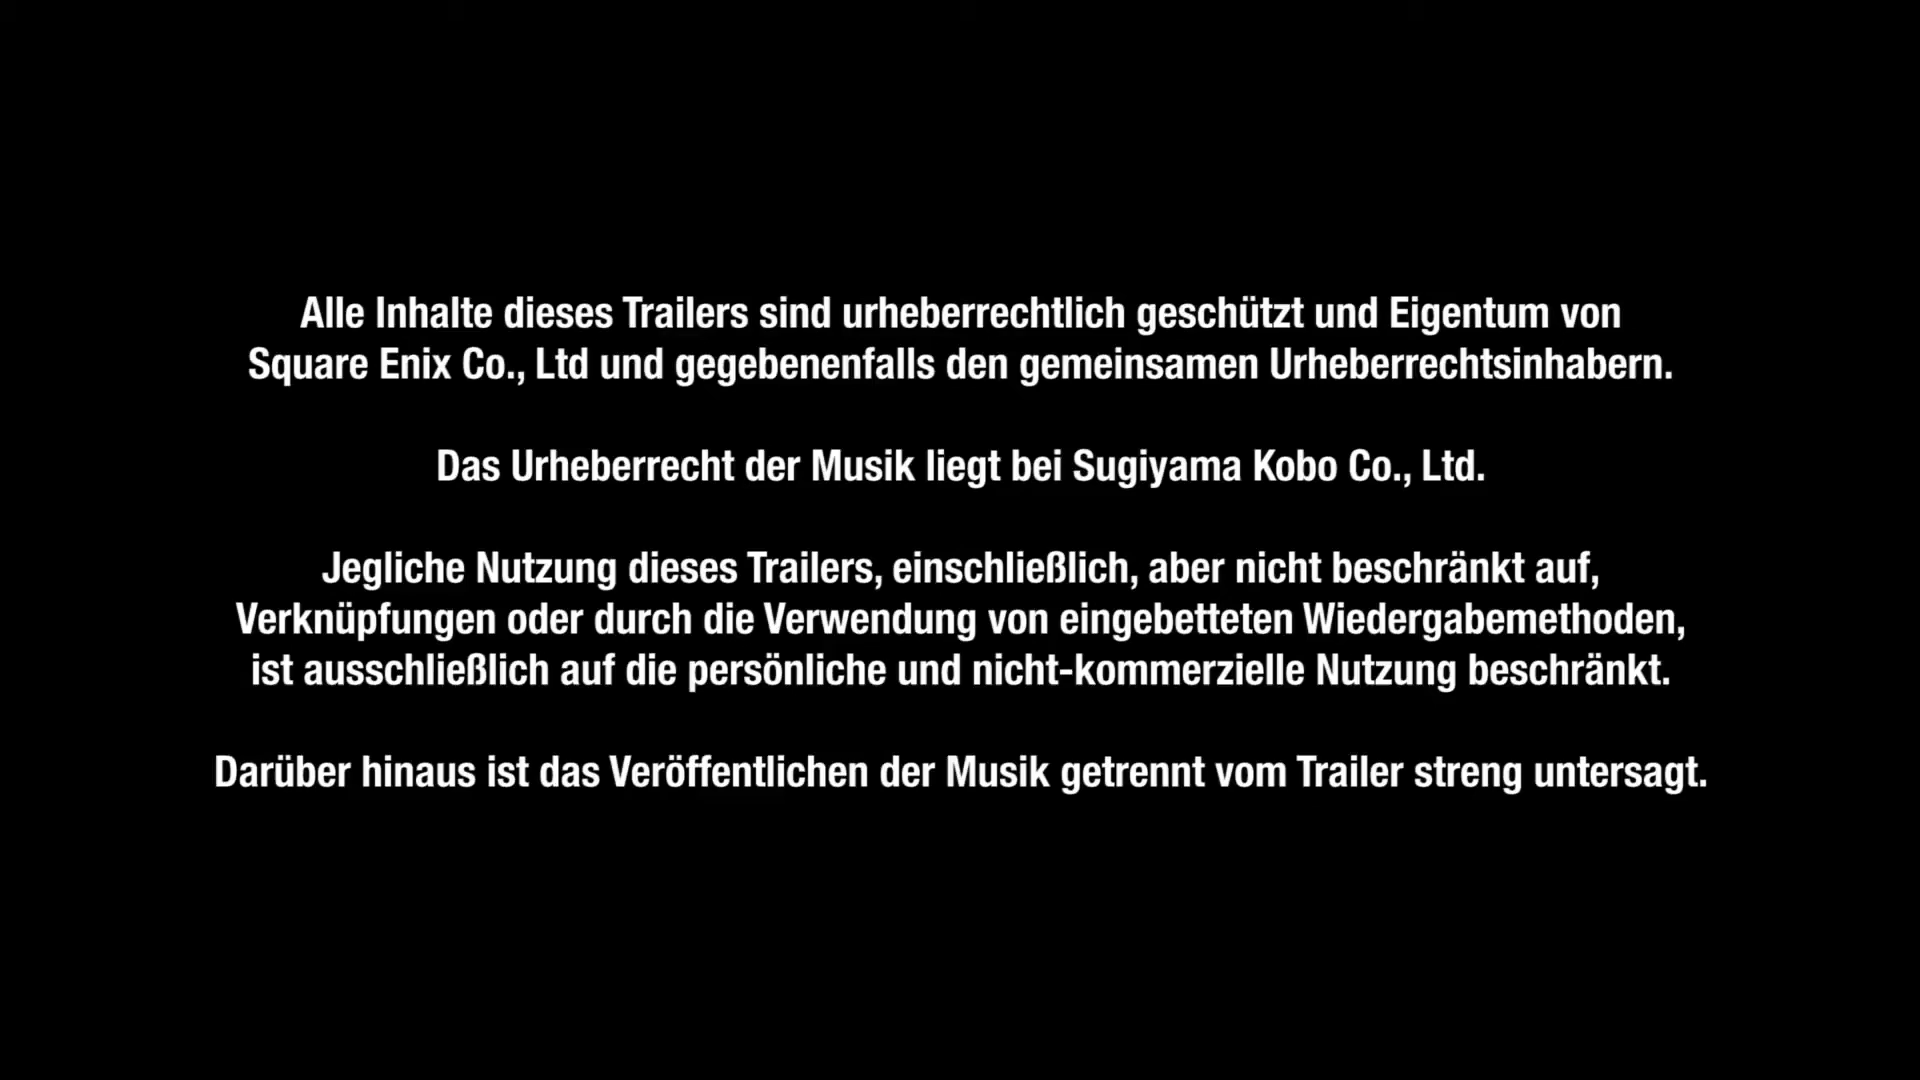 Alle Inhalte dieses Trailers sind urheberrechtlich geschützt und Eigentum von
Square Enix Co., Ltd und gegebenenfalls den gemeinsamen Urheberrechtsinhabern.
Das Urheberrecht der Musik liegt bei Sugiyama Kobo Co., Ltd.
Jegliche Nutzung dieses Trailers, einschließlich, aber nicht beschränkt auf,
Verknüpfungen oder durch die Verwendung von eingebetteten Wiedergabemethoden,
ist ausschließlich auf die persönliche und nicht-kommerzielle Nutzung beschränkt.
Darüber hinaus ist das Veröffentlichen der Musik getrennt vom Trailer streng untersagt.